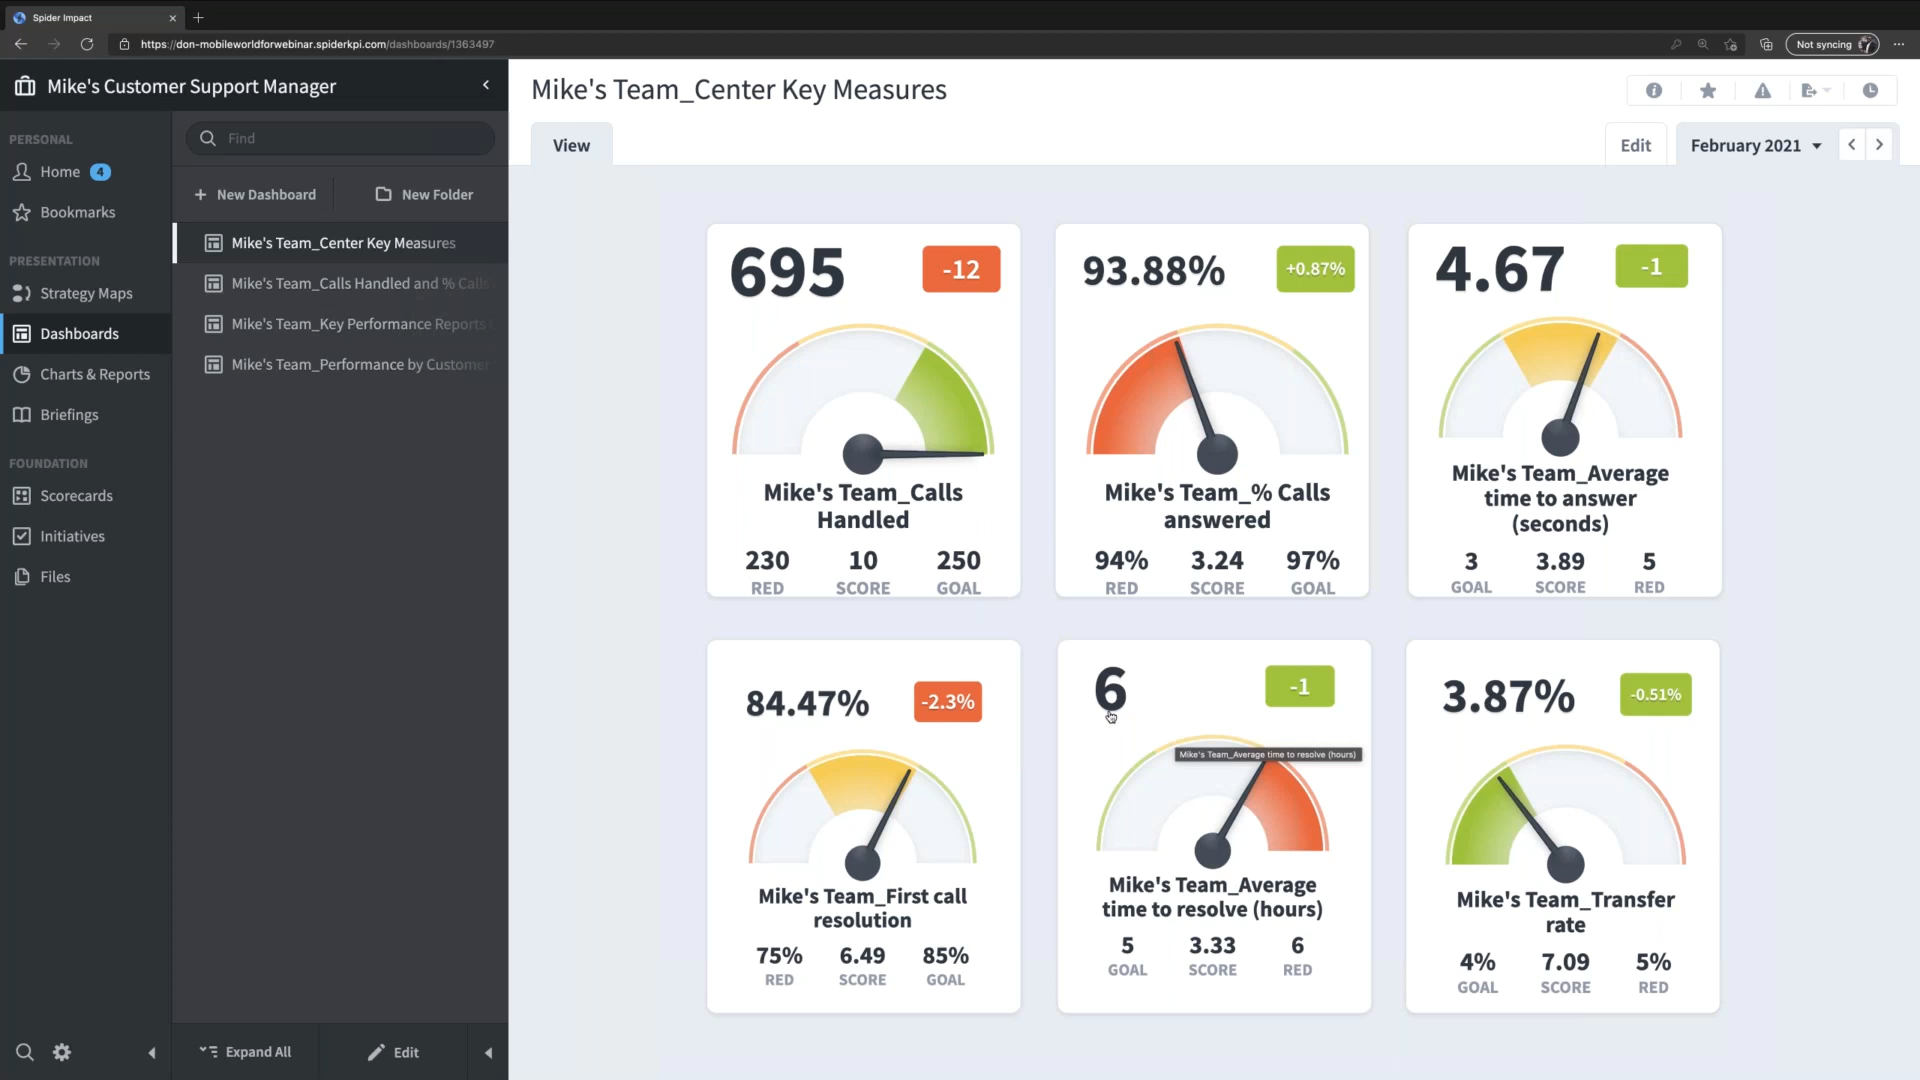 Spider Impact
https://don-mobileworldforwebinar.spiderkpi.com/dashboards/1363497
Not syncing
Mike's Customer Support Manager
PERSONAL
Home 4
Bookmarks
PRESENTATION
Strategy Maps
Dashboards
Charts & Reports
Briefings
FOUNDATION
Scorecards
Initiatives
Files
Find
New Dashboard
New Folder
Mike's Team_Center Key Measures
Mike's Team_Calls Handled and % Calls
Mike's Team_Key Performance Reports
Mike's Team_Performance by Customer
Expand All
Edit
Mike's Team_Center Key Measures
View
Edit
February 2021
695
-12
Mike's Team_Calls
Handled
230 10 250
RED SCORE GOAL
93.88%
+0.87%
Mike's Team_% Calls
answered
94% 3.24 97%
RED SCORE GOAL
4.67
-1
Mike's Team_Average
time to answer
(seconds)
3 3.89 5
GOAL SCORE RED
84.47%
-2.3%
Mike's Team_First call
resolution
75% 6.49 85%
RED SCORE GOAL
6
-1
Mike's Team_Average time to resolve (hours)
Mike's Team_Average
time to resolve (hours)
5 3.33 6
GOAL SCORE RED
3.87%
-0.51%
Mike's Team_Transfer
rate
4% 7.09 5%
GOAL SCORE RED